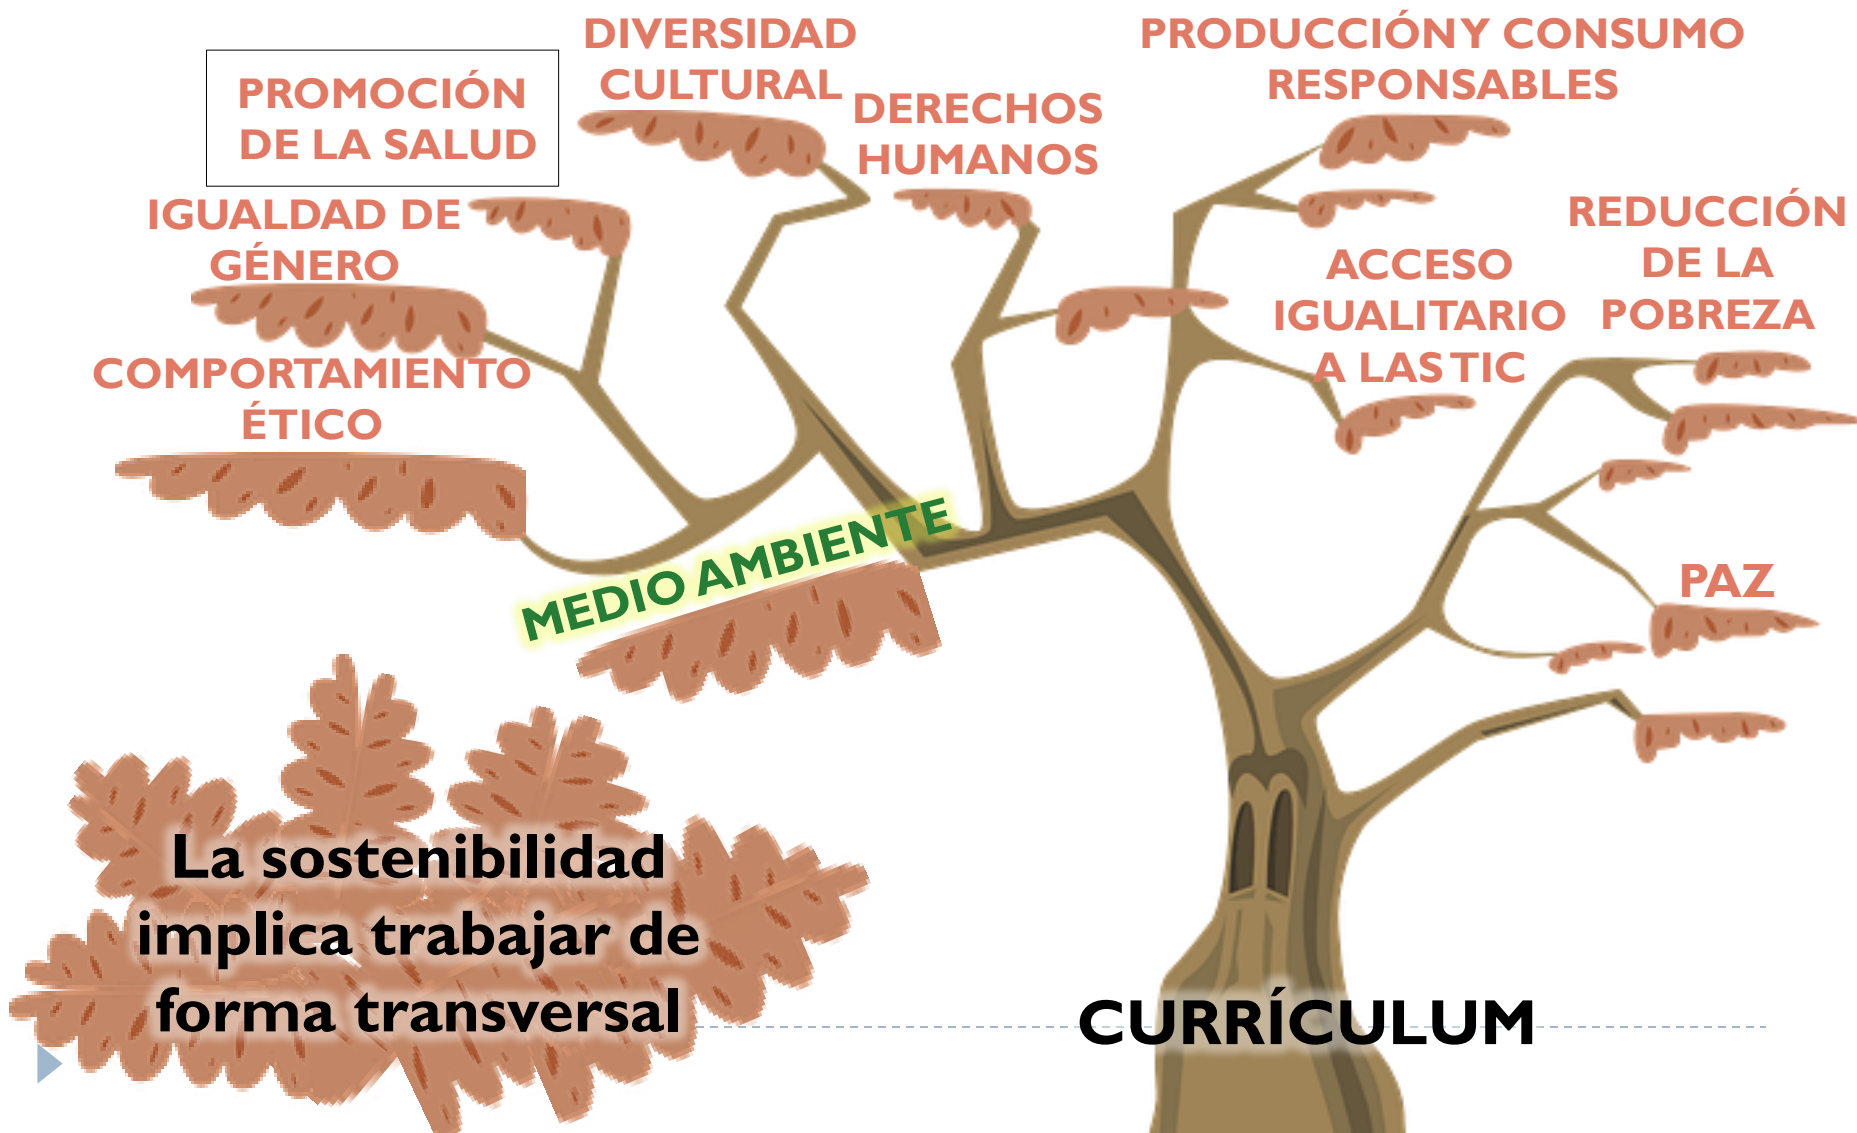 PROMOCIÓN
DE LA SALUD
DIVERSIDAD
CULTURAL
DERECHOS
HUMANOS
PRODUCCIÓN Y CONSUMO
RESPONSABLES
IGUALDAD DE
GÉNERO
ACCESO
IGUALITARIO
A LAS TIC
REDUCCIÓN
DE LA
POBREZA
COMPORTAMIENTO
ÉTICO
MEDIO AMBIENTE
PAZ
La sostenibilidad
implica trabajar de
forma transversal
CURRÍCULUM